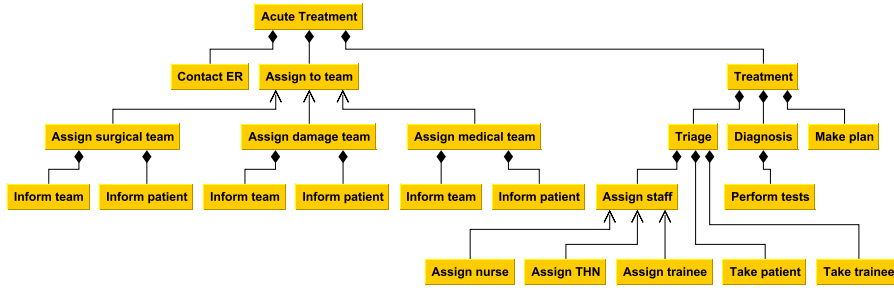 Acute Treatment
Contact ER
Assign to team
Treatment
Assign surgical team
Assign damage team
Assign medical team
Triage
Diagnosis
Make plan
Inform team
Inform patient
Inform team
Inform patient
Inform team
Inform patient
Assign staff
Perform tests
Assign nurse
Assign THN
Assign trainee
Take patient
Take trainee